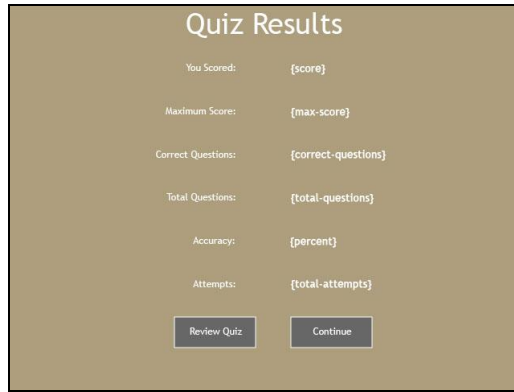 Quiz Results
You Scored: {score}
Maximum Score: {max-score}
Correct Questions: {correct-questions}
Total Questions: {total-questions}
Accuracy: {percent}
Attempts: {total-attempts}
Review Quiz Continue